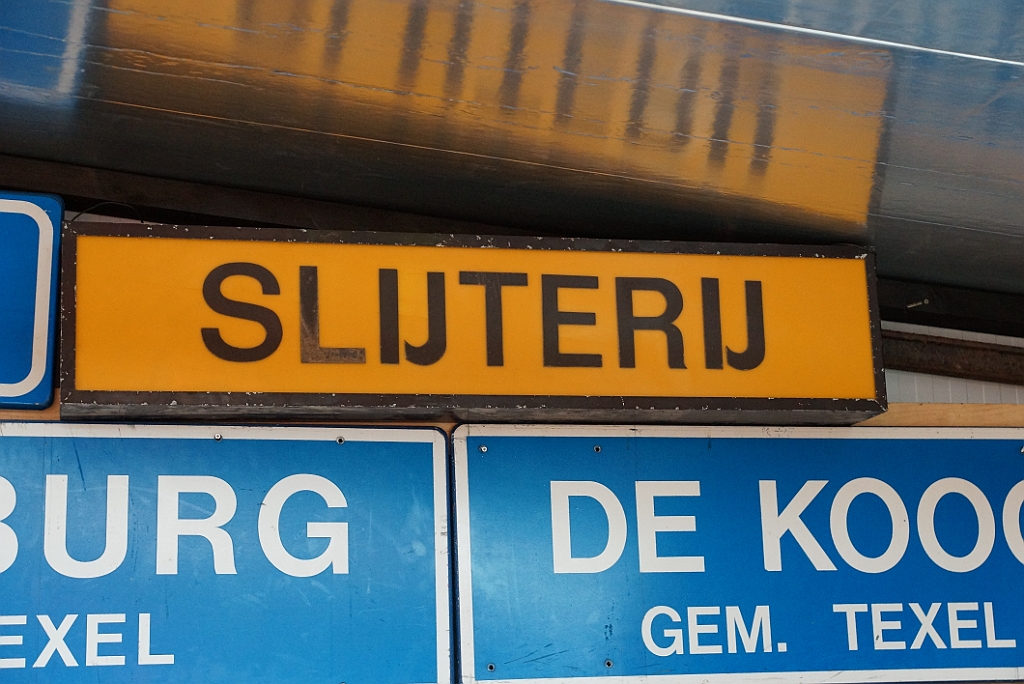 SLIJTERIJ
BURG
TEXEL
DE KOOG
GEM. TEXEL